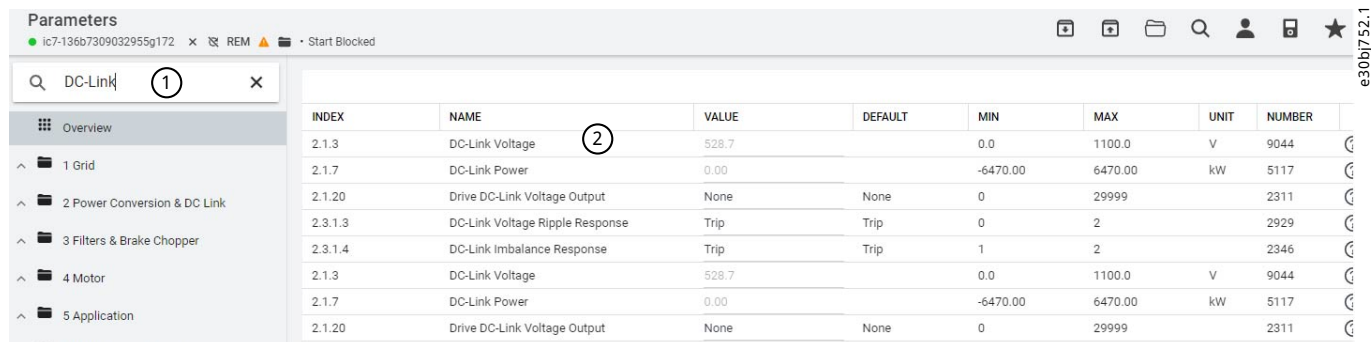 Parameters
ic7-136b7309032955g172 REM • Start Blocked
e30bj752.1
DC-Link 1
Overview
1 Grid
2 Power Conversion & DC Link
3 Filters & Brake Chopper
4 Motor
5 Application
2
INDEX NAME VALUE DEFAULT MIN MAX UNIT NUMBER
2.1.3 DC-Link Voltage 528.7 0.0 1100.0 V 9044
2.1.7 DC-Link Power 0.00 -6470.00 6470.00 kW 5117
2.1.20 Drive DC-Link Voltage Output None None 0 29999 2311
2.3.1.3 DC-Link Voltage Ripple Response Trip Trip 0 2 2929
2.3.1.4 DC-Link Imbalance Response Trip Trip 1 2 2346
2.1.3 DC-Link Voltage 528.7 0.0 1100.0 V 9044
2.1.7 DC-Link Power 0.00 -6470.00 6470.00 kW 5117
2.1.20 Drive DC-Link Voltage Output None None 0 29999 2311